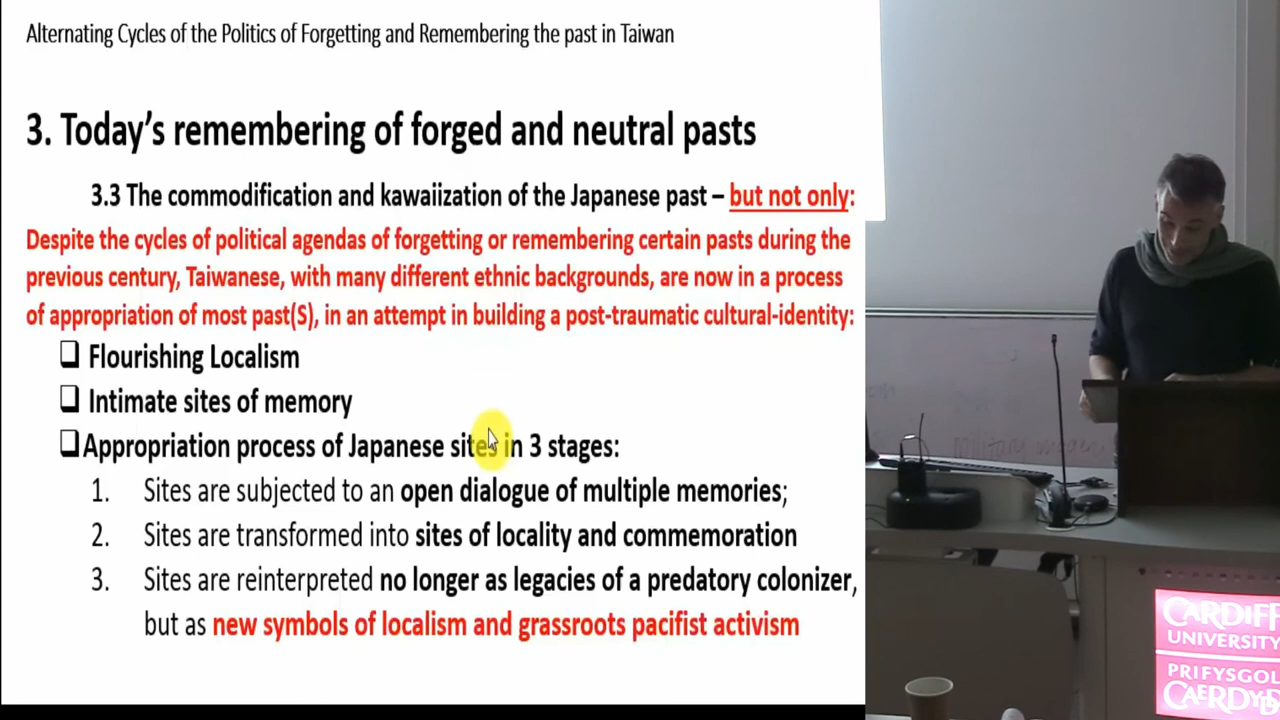 Alternating Cycles of the Politics of Forgetting and Remembering the past in Taiwan
3. Today's remembering of forged and neutral pasts
3.3 The commodification and kawaiization of the Japanese past – but not only:
Despite the cycles of political agendas of forgetting or remembering certain pasts during the
previous century, Taiwanese, with many different ethnic backgrounds, are now in a process
of appropriation of most past(S), in an attempt in building a post-traumatic cultural-identity:
❑ Flourishing Localism
❑ Intimate sites of memory
❑Appropriation process of Japanese sites in 3 stages:
1. Sites are subjected to an open dialogue of multiple memories;
2. Sites are transformed into sites of locality and commemoration
3. Sites are reinterpreted no longer as legacies of a predatory colonizer,
but as new symbols of localism and grassroots pacifist activism
CARDIFF
UNIVERSITY
PRIFYSGOL
CAERDYD